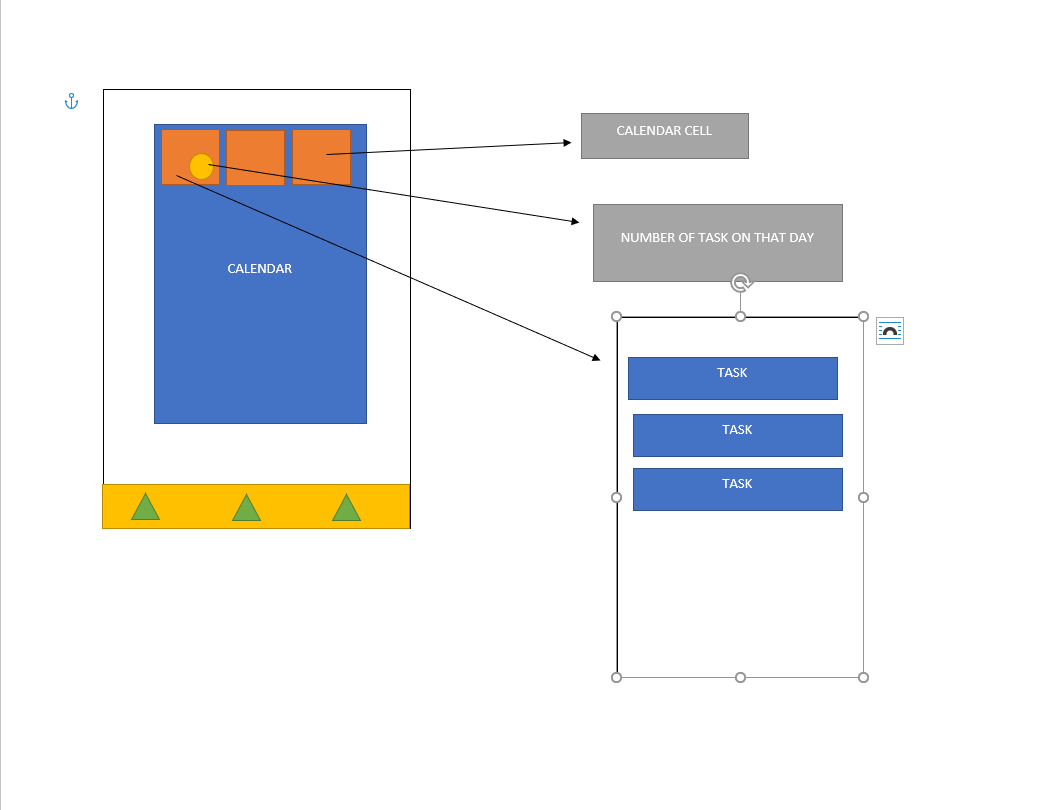 CALENDAR CELL
NUMBER OF TASK ON THAT DAY
CALENDAR
TASK
TASK
TASK